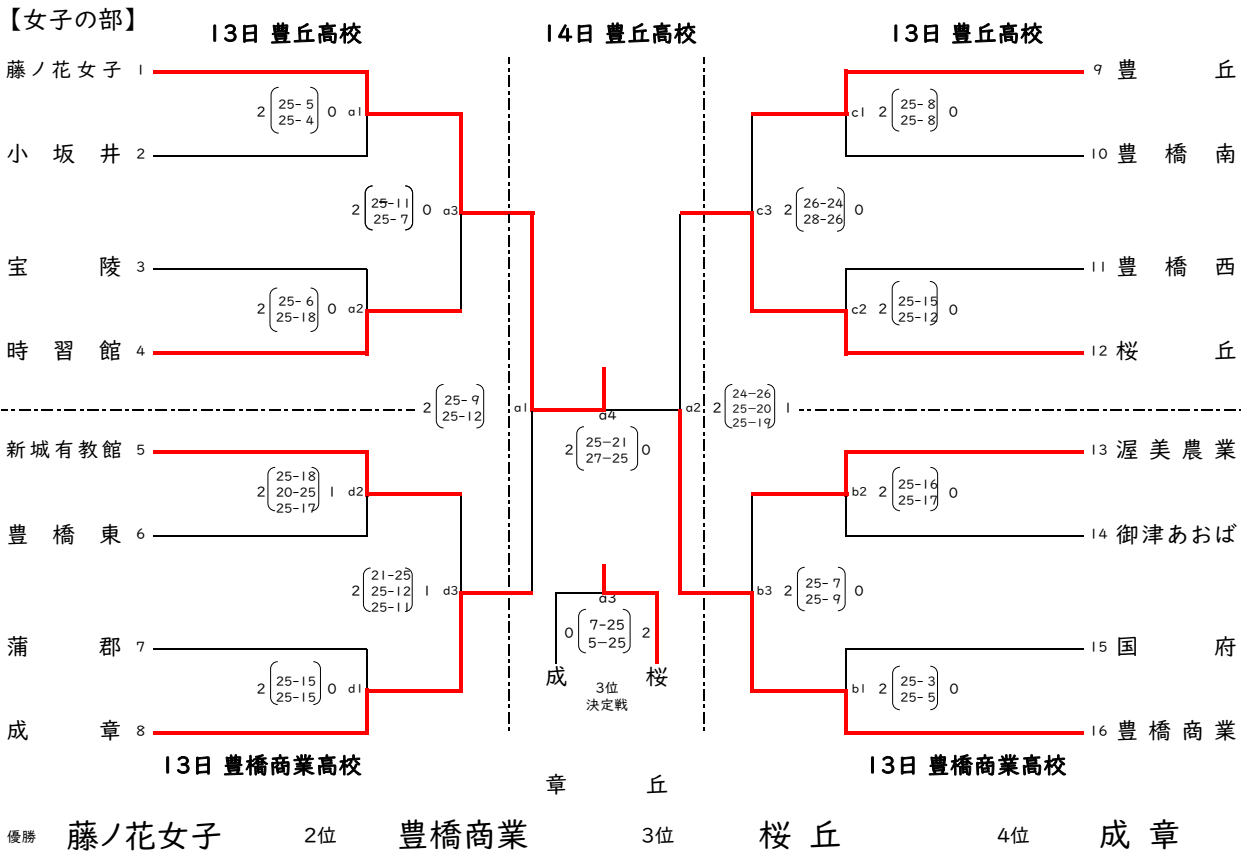 【女子の部】
13日 豊丘高校 14日 豊丘高校 13日 豊丘高校
藤ノ花女子 1
9 豊丘
2 25-5 25-4 0 a1
c1 2 25-8 25-8 0
小坂井 2
10 豊橋南
2 25-11 25-7 0 a3
c3 2 26-24 28-26 0
宝陵 3
11 豊橋西
2 25-6 25-18 0 a2
c2 2 25-15 25-12 0
時習館 4
12 桜丘
2 25-9 25-12 a1
a4
2 25-21 27-25 0
a2 2 24-26 25-20 25-19 1
新城有教館 5
13 渥美農業
2 25-18 20-25 25-17 1 d2
b2 2 25-16 25-17 0
豊橋東 6
14 御津あおば
2 21-25 25-12 25-11 1 d3
a3
0 7-25 5-25 2
b3 2 25-7 25-9 0
蒲郡 7
15 国府
2 25-15 25-15 0 d1
成 桜
3位
決定戦
b1 2 25-3 25-5 0
成章 8
16 豊橋商業
13日 豊橋商業高校 13日 豊橋商業高校
章 丘
優勝 藤ノ花女子 2位 豊橋商業 3位 桜丘 4位 成章